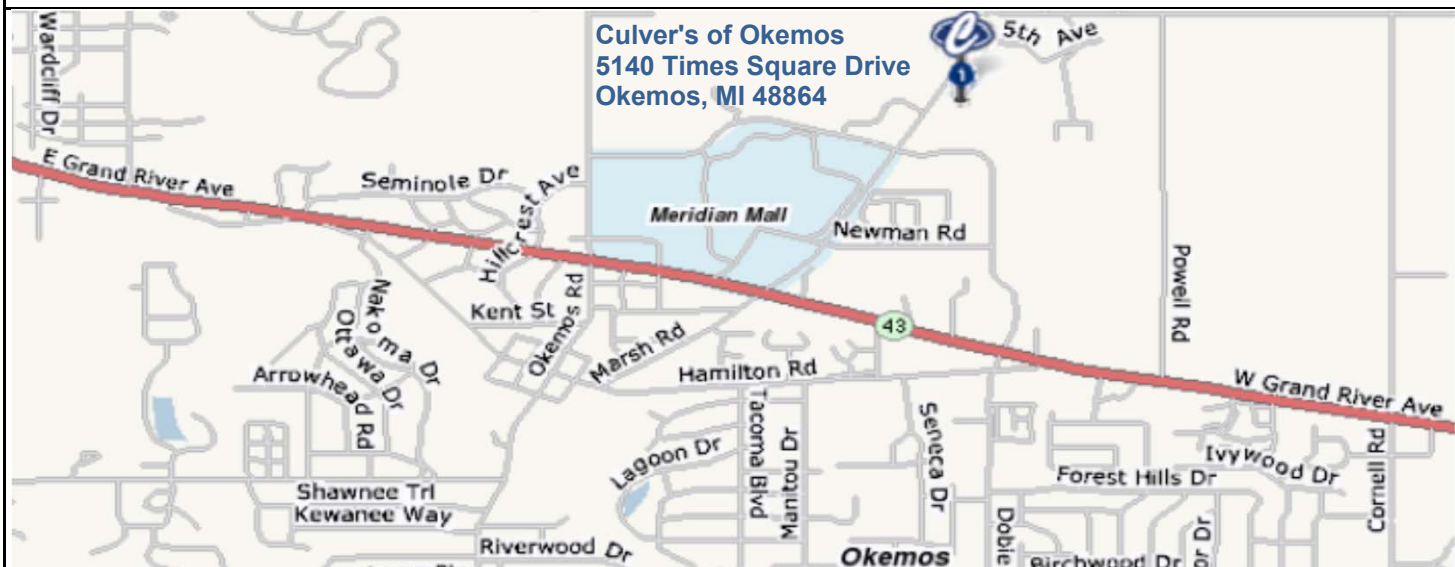 Culver's of Okemos
5140 Times Square Drive
Okemos, MI 48864
5th Ave
1
Wardcliff Dr
E Grand River Ave
Seminole Dr
Hillcrest Ave
Meridian Mall
Newman Rd
Powell Rd
Nakoma Dr
Ottawa Dr
Kent St
Okemos Rd
Marsh Rd
43
Arrowhead Rd
Hamilton Rd
W Grand River Ave
Tacoma Blvd
Manitou Dr
Seneca Dr
Lagoon Dr
Ivywood Dr
Cornell Rd
Forest Hills Dr
Shawnee Trl
Kewanee Way
Dobie
Riverwood Dr
Okemos
Birchwood Dr
or Dr